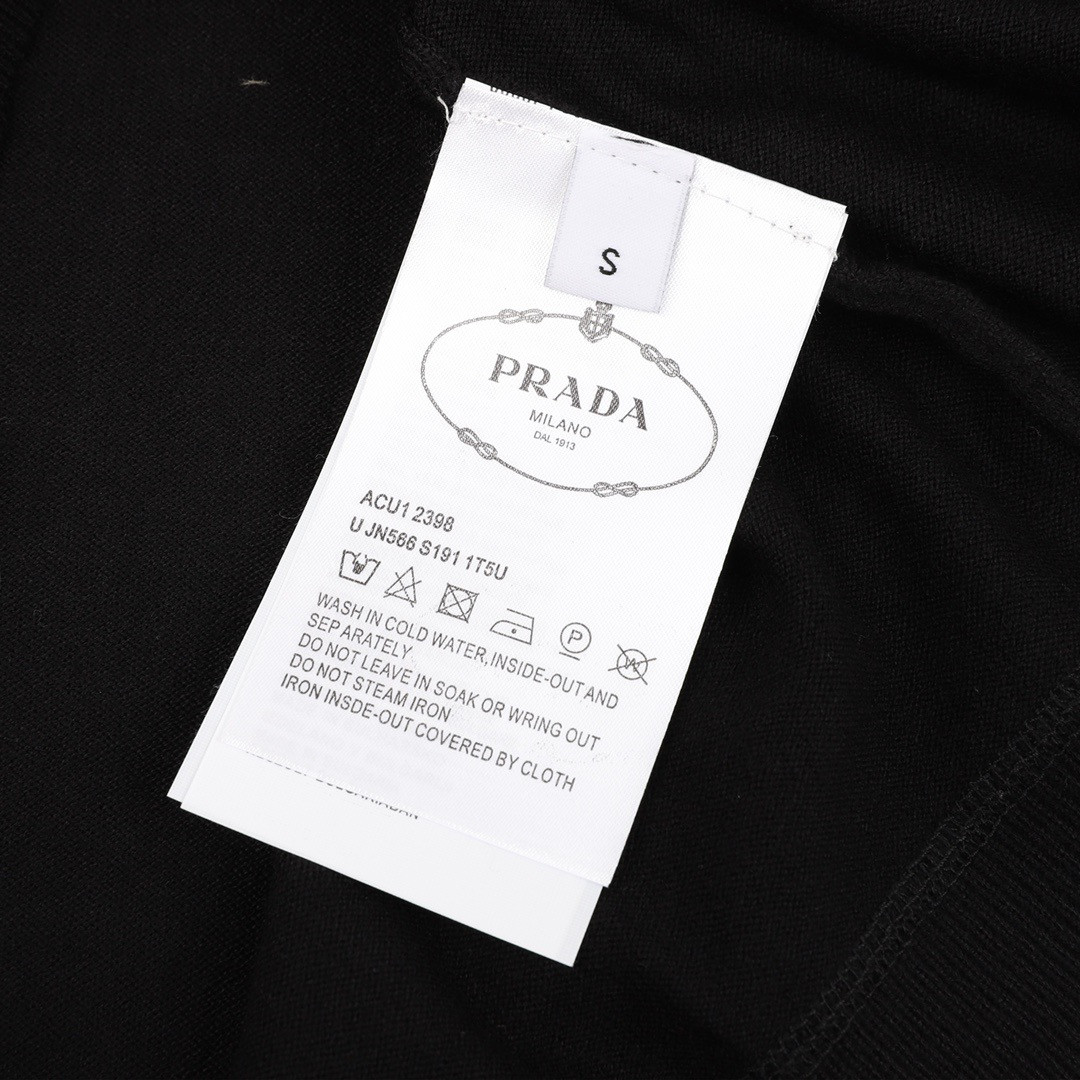 S
PRADA
MILANO
DAL 1913
ACU1 2398
U JN566 S191 1T5U
P
W
WASH IN COLD WATER,INSIDE-OUT AND
SEP ARATELY
DO NOT LEAVE IN SOAK OR WRING OUT
DO NOT STEAM IRON
IRON INSDE-OUT COVERED BY CLOTH